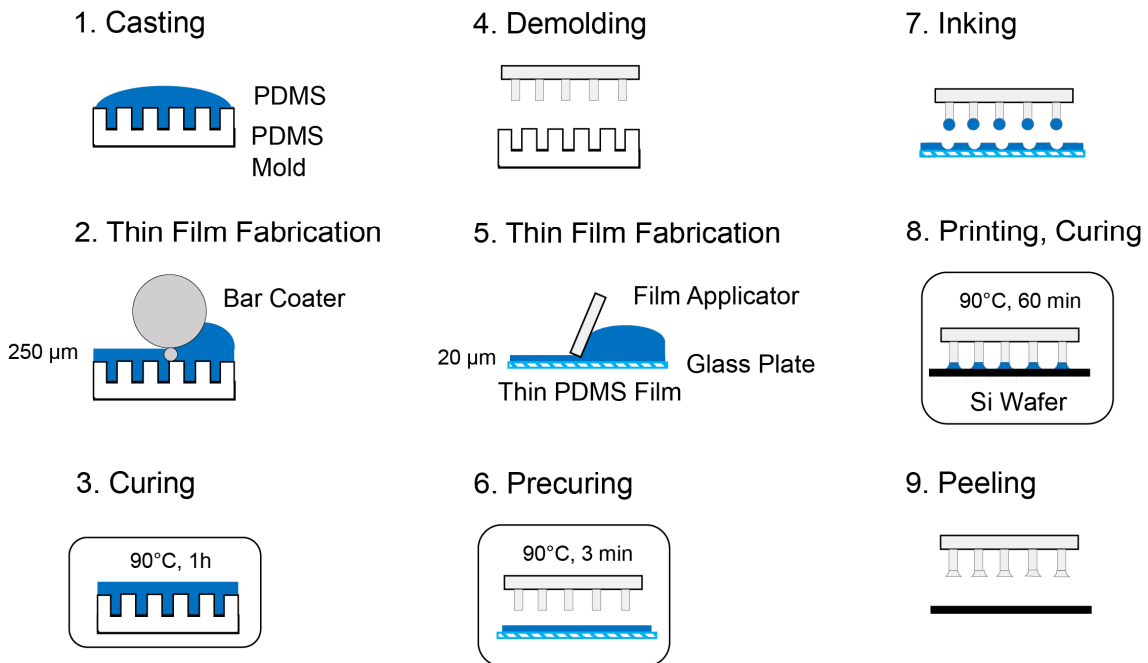 1. Casting
PDMS
PDMS
Mold
2. Thin Film Fabrication
Bar Coater
250 µm
3. Curing
90°C, 1h
4. Demolding
5. Thin Film Fabrication
Film Applicator
20 µm
Glass Plate
Thin PDMS Film
6. Precuring
90°C, 3 min
7. Inking
8. Printing, Curing
90°C, 60 min
Si Wafer
9. Peeling